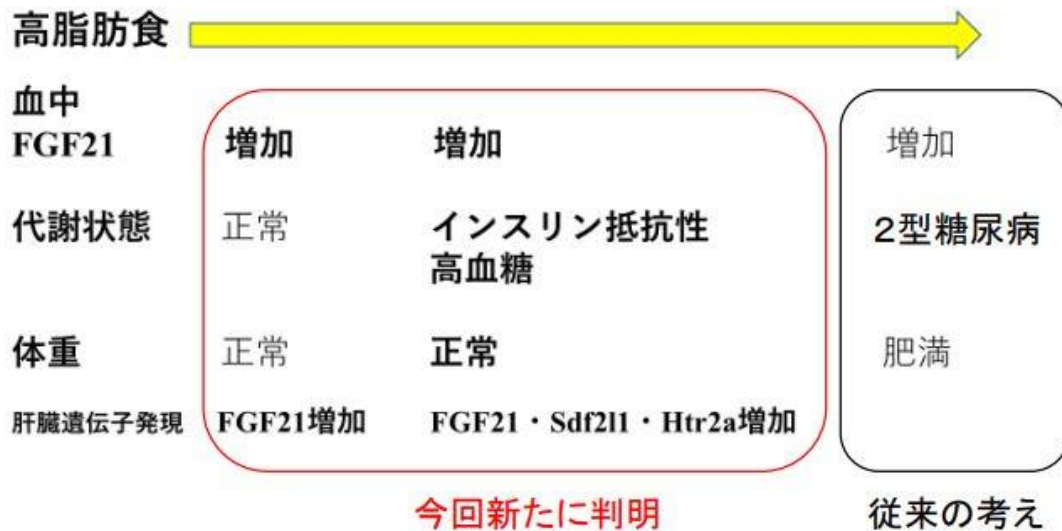 高脂肪食
血中
FGF21 増加 増加 増加
代謝状態 正常 インスリン抵抗性 2型糖尿病
高血糖
体重 正常 正常 肥満
肝臓遺伝子発現 FGF21増加 FGF21・Sdf2l1・Htr2a増加
今回新たに判明 従来の考え